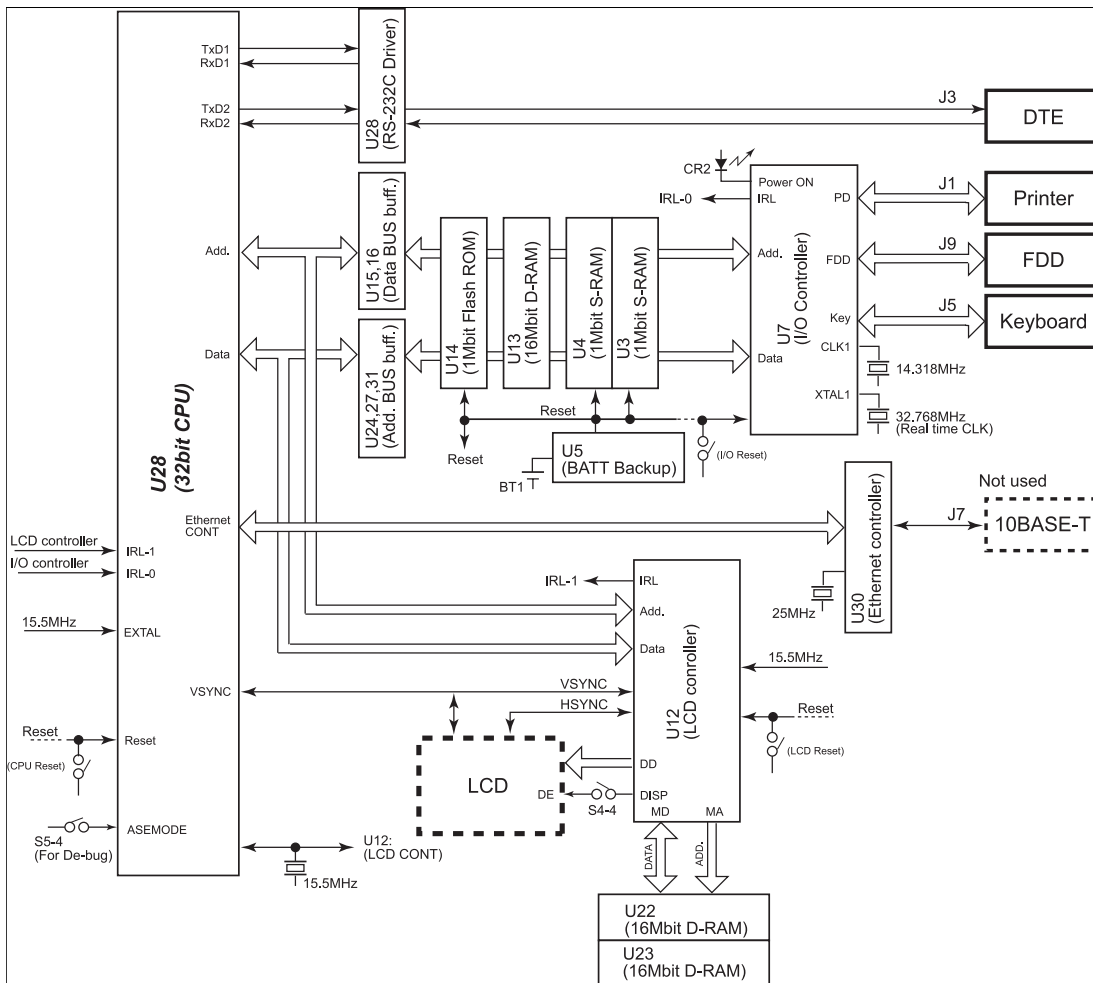 TxD1
RxD1
TxD2
RxD2
U28
(RS-232C Driver)
J3
DTE
CR2
Power ON
IRL-0
IRL
PD
J1
Printer
Add.
U15,16
(Data BUS buff.)
U14
(1Mbit Flash ROM)
U13
(16Mbit D-RAM)
U4
(1Mbit S-RAM)
U3
(1Mbit S-RAM)
Add.
U7
(I/O Controller)
FDD
J9
FDD
Key
J5
Keyboard
Data
U24,27,31
(Add. BUS buff.)
Data
CLK1
14.318MHz
XTAL1
32.768MHz
(Real time CLK)
Reset
Reset
U5
(BATT Backup)
BT1
(I/O Reset)
U28
(32bit CPU)
Ethernet
CONT
U30
(Ethernet controller)
Not used
J7
10BASE-T
25MHz
LCD controller
IRL-1
I/O controller
IRL-0
15.5MHz
EXTAL
IRL-1
IRL
Add.
Data
15.5MHz
U12
(LCD conroller)
VSYNC
VSYNC
HSYNC
Reset
(LCD Reset)
Reset
Reset
(CPU Reset)
LCD
DD
DE
S4-4
DISP
MD
MA
S5-4
(For De-bug)
ASEMODE
U12:
(LCD CONT)
15.5MHz
DATA
ADD.
U22
(16Mbit D-RAM)
U23
(16Mbit D-RAM)